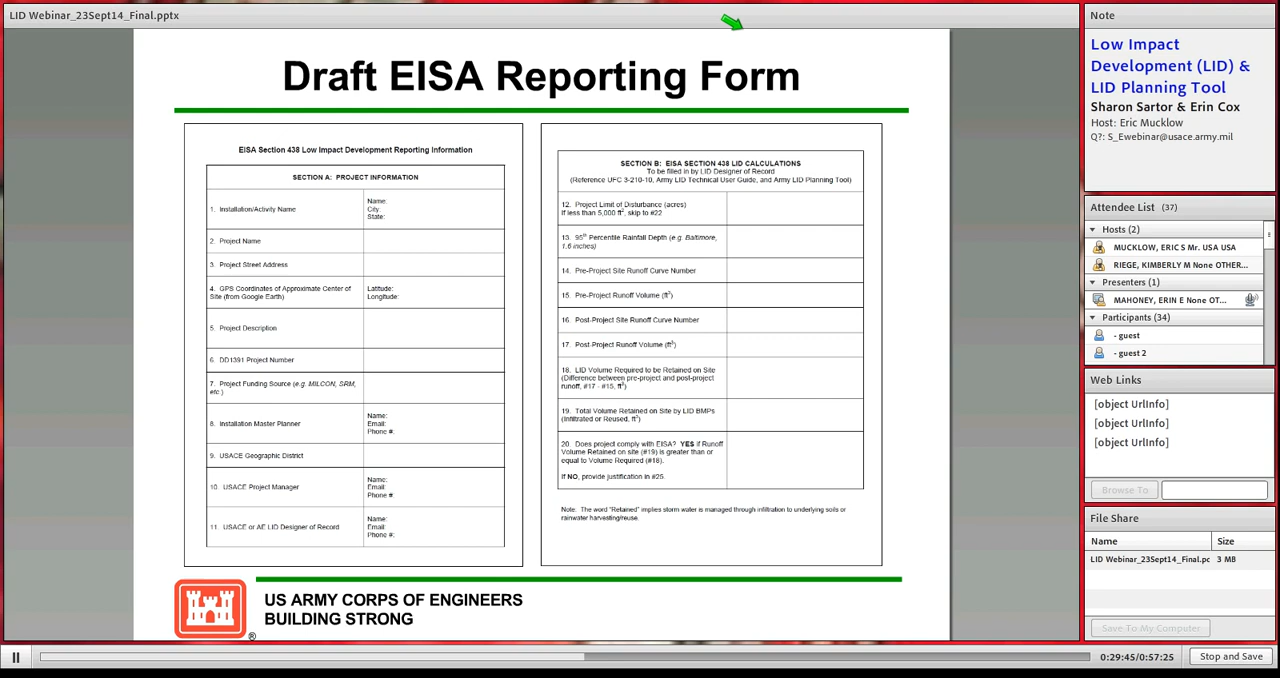 LID Webinar_23Sept14_Final.pptx
Draft EISA Reporting Form
EISA Section 438 Low Impact Development Reporting Information
SECTION A: PROJECT INFORMATION
1. Installation/Activity Name
Name:
City:
State:
2. Project Name
3. Project Street Address
4. GPS Coordinates of Approximate Center of
Site (from Google Earth)
Latitude:
Longitude:
5. Project Description
6. DD1391 Project Number
7. Project Funding Source (e.g. MILCON, SRM,
etc.)
8. Installation Master Planner
Name:
Email:
Phone #:
9. USACE Geographic District
10. USACE Project Manager
Name:
Email:
Phone #:
11. USACE or AE LID Designer of Record
Name:
Email:
Phone #:
SECTION B: EISA SECTION 438 LID CALCULATIONS
To be filled in by LID Designer of Record
(Reference UFC 3-210-10, Army LID Technical User Guide, and Army LID Planning Tool)
12. Project Limit of Disturbance (acres)
If less than 5,000 ft², skip to #22
13. 95th Percentile Rainfall Depth (e.g. Baltimore,
1.6 inches)
14. Pre-Project Site Runoff Curve Number
15. Pre-Project Runoff Volume (ft³)
16. Post-Project Site Runoff Curve Number
17. Post-Project Runoff Volume (ft³)
18. LID Volume Required to be Retained on Site
(Difference between pre-project and post-project
runoff, #17 - #15, ft³)
19. Total Volume Retained on Site by LID BMPs
(Infiltrated or Reused, ft³)
20. Does project comply with EISA? YES if Runoff
Volume Retained on site (#19) is greater than or
equal to Volume Required (#18).
If NO, provide justification in #25.
Note: The word "Retained" implies storm water is managed through infiltration to underlying soils or
rainwater harvesting/reuse.
US ARMY CORPS OF ENGINEERS
BUILDING STRONG
®
Note
Low Impact
Development (LID) &
LID Planning Tool
Sharon Sartor & Erin Cox
Host: Eric Mucklow
Q?: S_Ewebinar@usace.army.mil
Attendee List (37)
Hosts (2)
MUCKLOW, ERIC S Mr. USA USA
RIEGE, KIMBERLY M None OTHER...
Presenters (1)
MAHONEY, ERIN E None OT...
Participants (34)
- guest
- guest 2
Web Links
[object UrlInfo]
[object UrlInfo]
[object UrlInfo]
Browse To
File Share
Name Size
LID Webinar_23Sept14_Final.pc 3 MB
Save To My Computer
0:29:45/0:57:25
Stop and Save